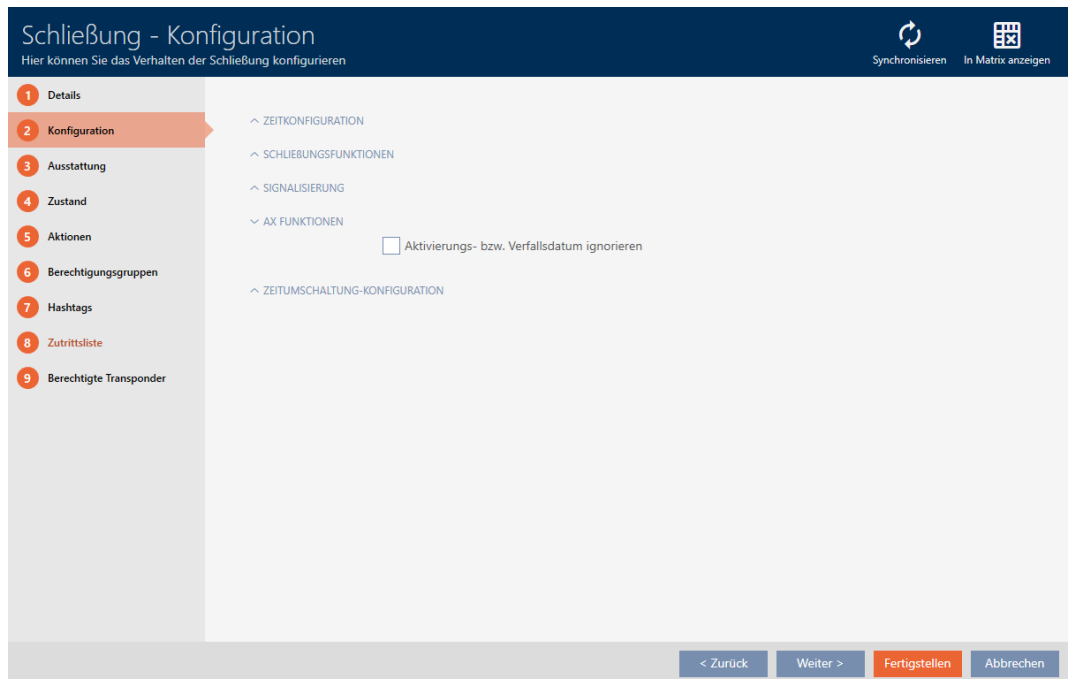 Schließung - Konfiguration
Hier können Sie das Verhalten der Schließung konfigurieren
Synchronisieren
In Matrix anzeigen
1 Details
2 Konfiguration
3 Ausstattung
4 Zustand
5 Aktionen
6 Berechtigungsgruppen
7 Hashtags
8 Zutrittsliste
9 Berechtigte Transponder
ZEITKONFIGURATION
SCHLIEßUNGSFUNKTIONEN
SIGNALISIERUNG
AX FUNKTIONEN
Aktivierungs- bzw. Verfallsdatum ignorieren
ZEITUMSCHALTUNG-KONFIGURATION
< Zurück
Weiter >
Fertigstellen
Abbrechen